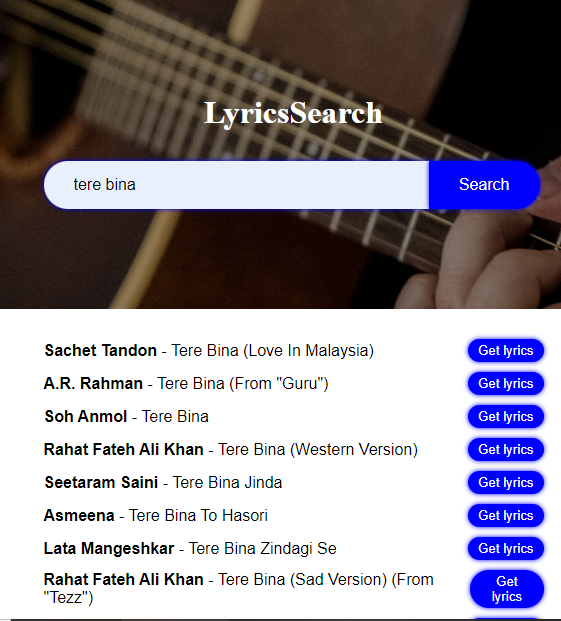 LyricsSearch
tere bina Search
Sachet Tandon - Tere Bina (Love In Malaysia) Get lyrics
A.R. Rahman - Tere Bina (From "Guru") Get lyrics
Soh Anmol - Tere Bina Get lyrics
Rahat Fateh Ali Khan - Tere Bina (Western Version) Get lyrics
Seetaram Saini - Tere Bina Jinda Get lyrics
Asmeena - Tere Bina To Hasori Get lyrics
Lata Mangeshkar - Tere Bina Zindagi Se Get lyrics
Rahat Fateh Ali Khan - Tere Bina (Sad Version) (From
"Tezz")
Get
lyrics